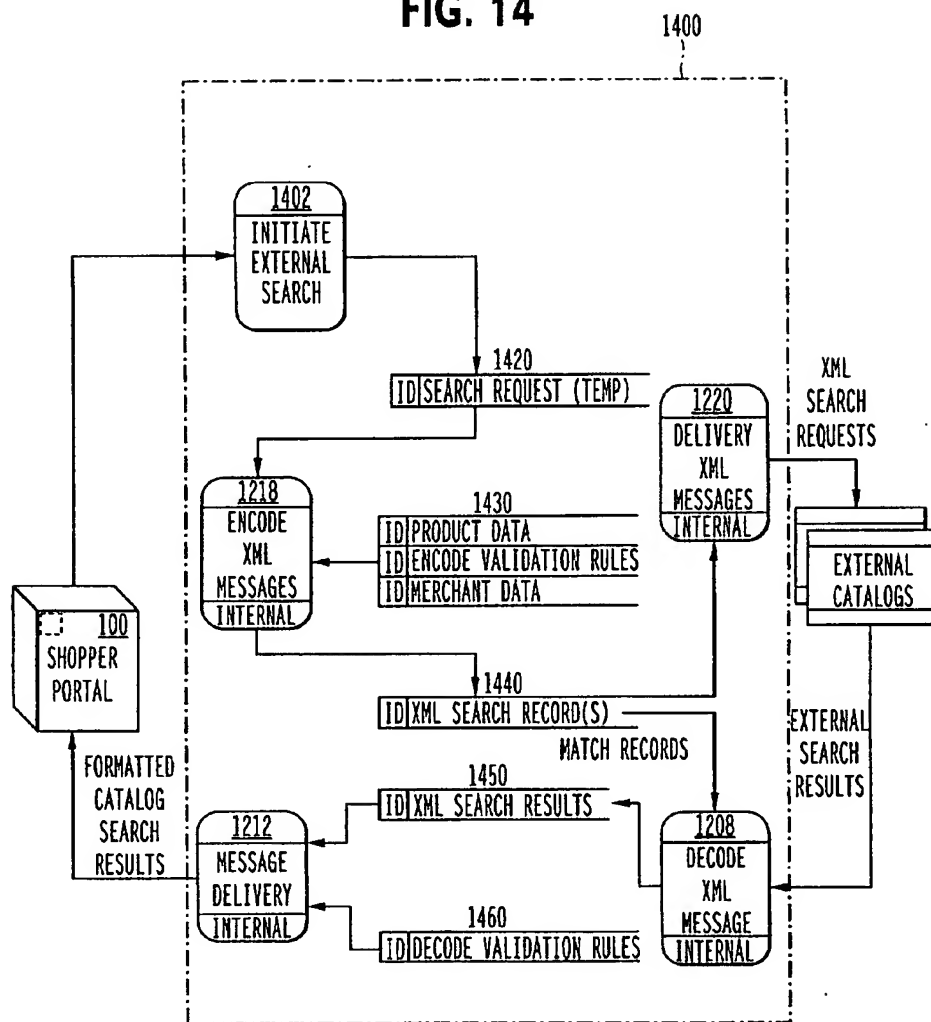 FIG. 14
1400
1402
INITIATE
EXTERNAL
SEARCH
1420
ID SEARCH REQUEST (TEMP)
1220
DELIVERY
XML
MESSAGES
INTERNAL
XML
SEARCH
REQUESTS
1218
ENCODE
XML
MESSAGES
INTERNAL
1430
ID PRODUCT DATA
ID ENCODE VALIDATION RULES
ID MERCHANT DATA
EXTERNAL
CATALOGS
100
SHOPPER
PORTAL
1440
ID XML SEARCH RECORD(S)
MATCH RECORDS
EXTERNAL
SEARCH
RESULTS
FORMATTED
CATALOG
SEARCH
RESULTS
1450
ID XML SEARCH RESULTS
1212
MESSAGE
DELIVERY
INTERNAL
1208
DECODE
XML
MESSAGE
INTERNAL
1460
ID DECODE VALIDATION RULES